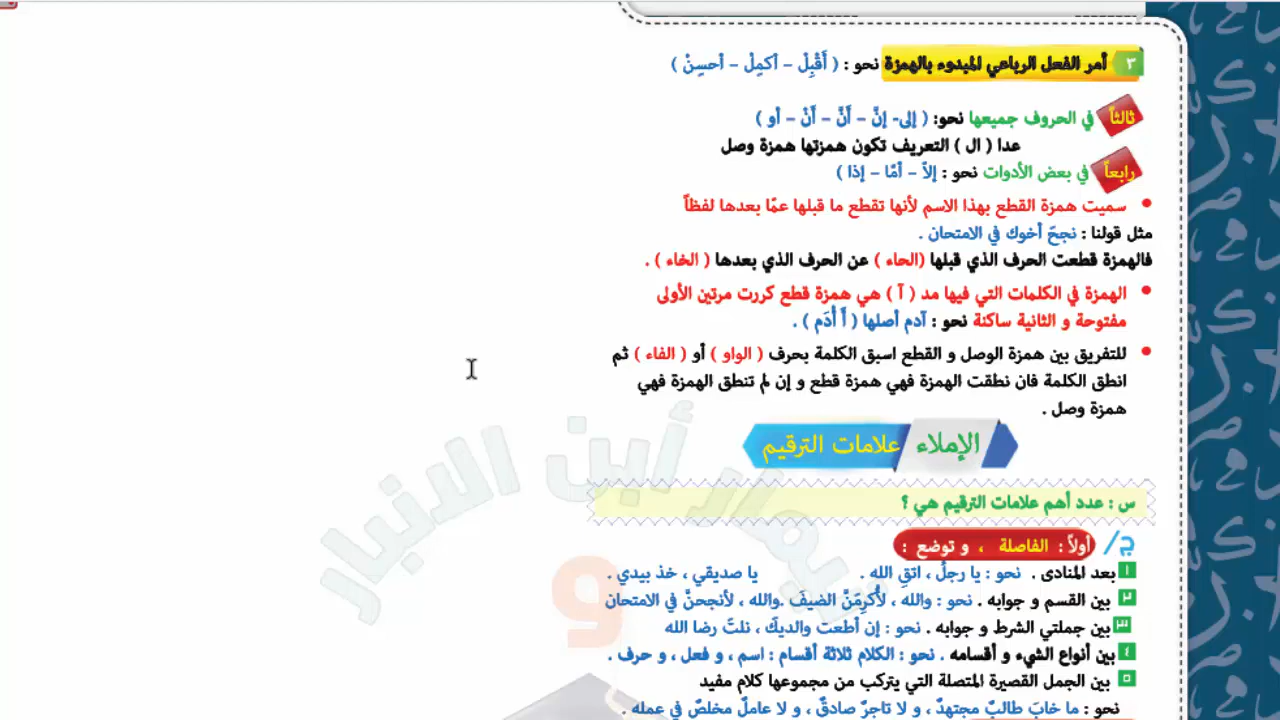 ٣ أمر الفعل الرباعي المبدوء بالهمزة نحو : ( أَقْبِلْ – أكمِلْ – أحسِنْ )
ثالثاً في الحروف جميعها نحو: ( إلى- إنَّ – أَنَّ – أَنْ – أو )
عدا ( ال ) التعريف تكون همزتها همزة وصل
رابعاً في بعض الأدوات نحو : إلاّ – أمّا – إذا )
• سميت همزة القطع بهذا الاسم لأنها تقطع ما قبلها عمّا بعدها لفظاً
مثل قولنا : نجحَ أخوك في الامتحان .
فالهمزة قطعت الحرف الذي قبلها (الحاء ) عن الحرف الذي بعدها ( الخاء ) .
• الهمزة في الكلمات التي فيها مد ( آ ) هي همزة قطع كررت مرتين الأولى
مفتوحة و الثانية ساكنة نحو : آدم أصلها ( أَ أْدَم ) .
• للتفريق بين همزة الوصل و القطع اسبق الكلمة بحرف ( الواو ) أو ( الفاء ) ثم
انطق الكلمة فان نطقت الهمزة فهي همزة قطع و إن لم تنطق الهمزة فهي
همزة وصل .
الإملاء علامات الترقيم
س : عدد أهم علامات الترقيم هي ؟
ج/ أولاً : الفاصلة ، و توضع :
١ بعد المنادى . نحو : يا رجلُ ، اتقِ الله . يا صديقي ، خذ بيدي .
٢ بين القسم و جوابه . نحو : والله ، لأُكرِمَّنَّ الضيفَ .والله ، لأنجحنَّ في الامتحان
٣ بين جملتي الشرط و جوابه . نحو : إن أطعت والديكَ ، نلتَ رضا الله
٤ بين أنواع الشيء و أقسامه . نحو : الكلام ثلاثة أقسام : اسم ، و فعل ، و حرف .
٥ بين الجمل القصيرة المتصلة التي يتركب من مجموعها كلام مفيد
نحو : ما خابَ طالبٌ مجتهدٌ ، و لا تاجرٌ صادقٌ ، و لا عاملٌ مخلصٌ في عمله .